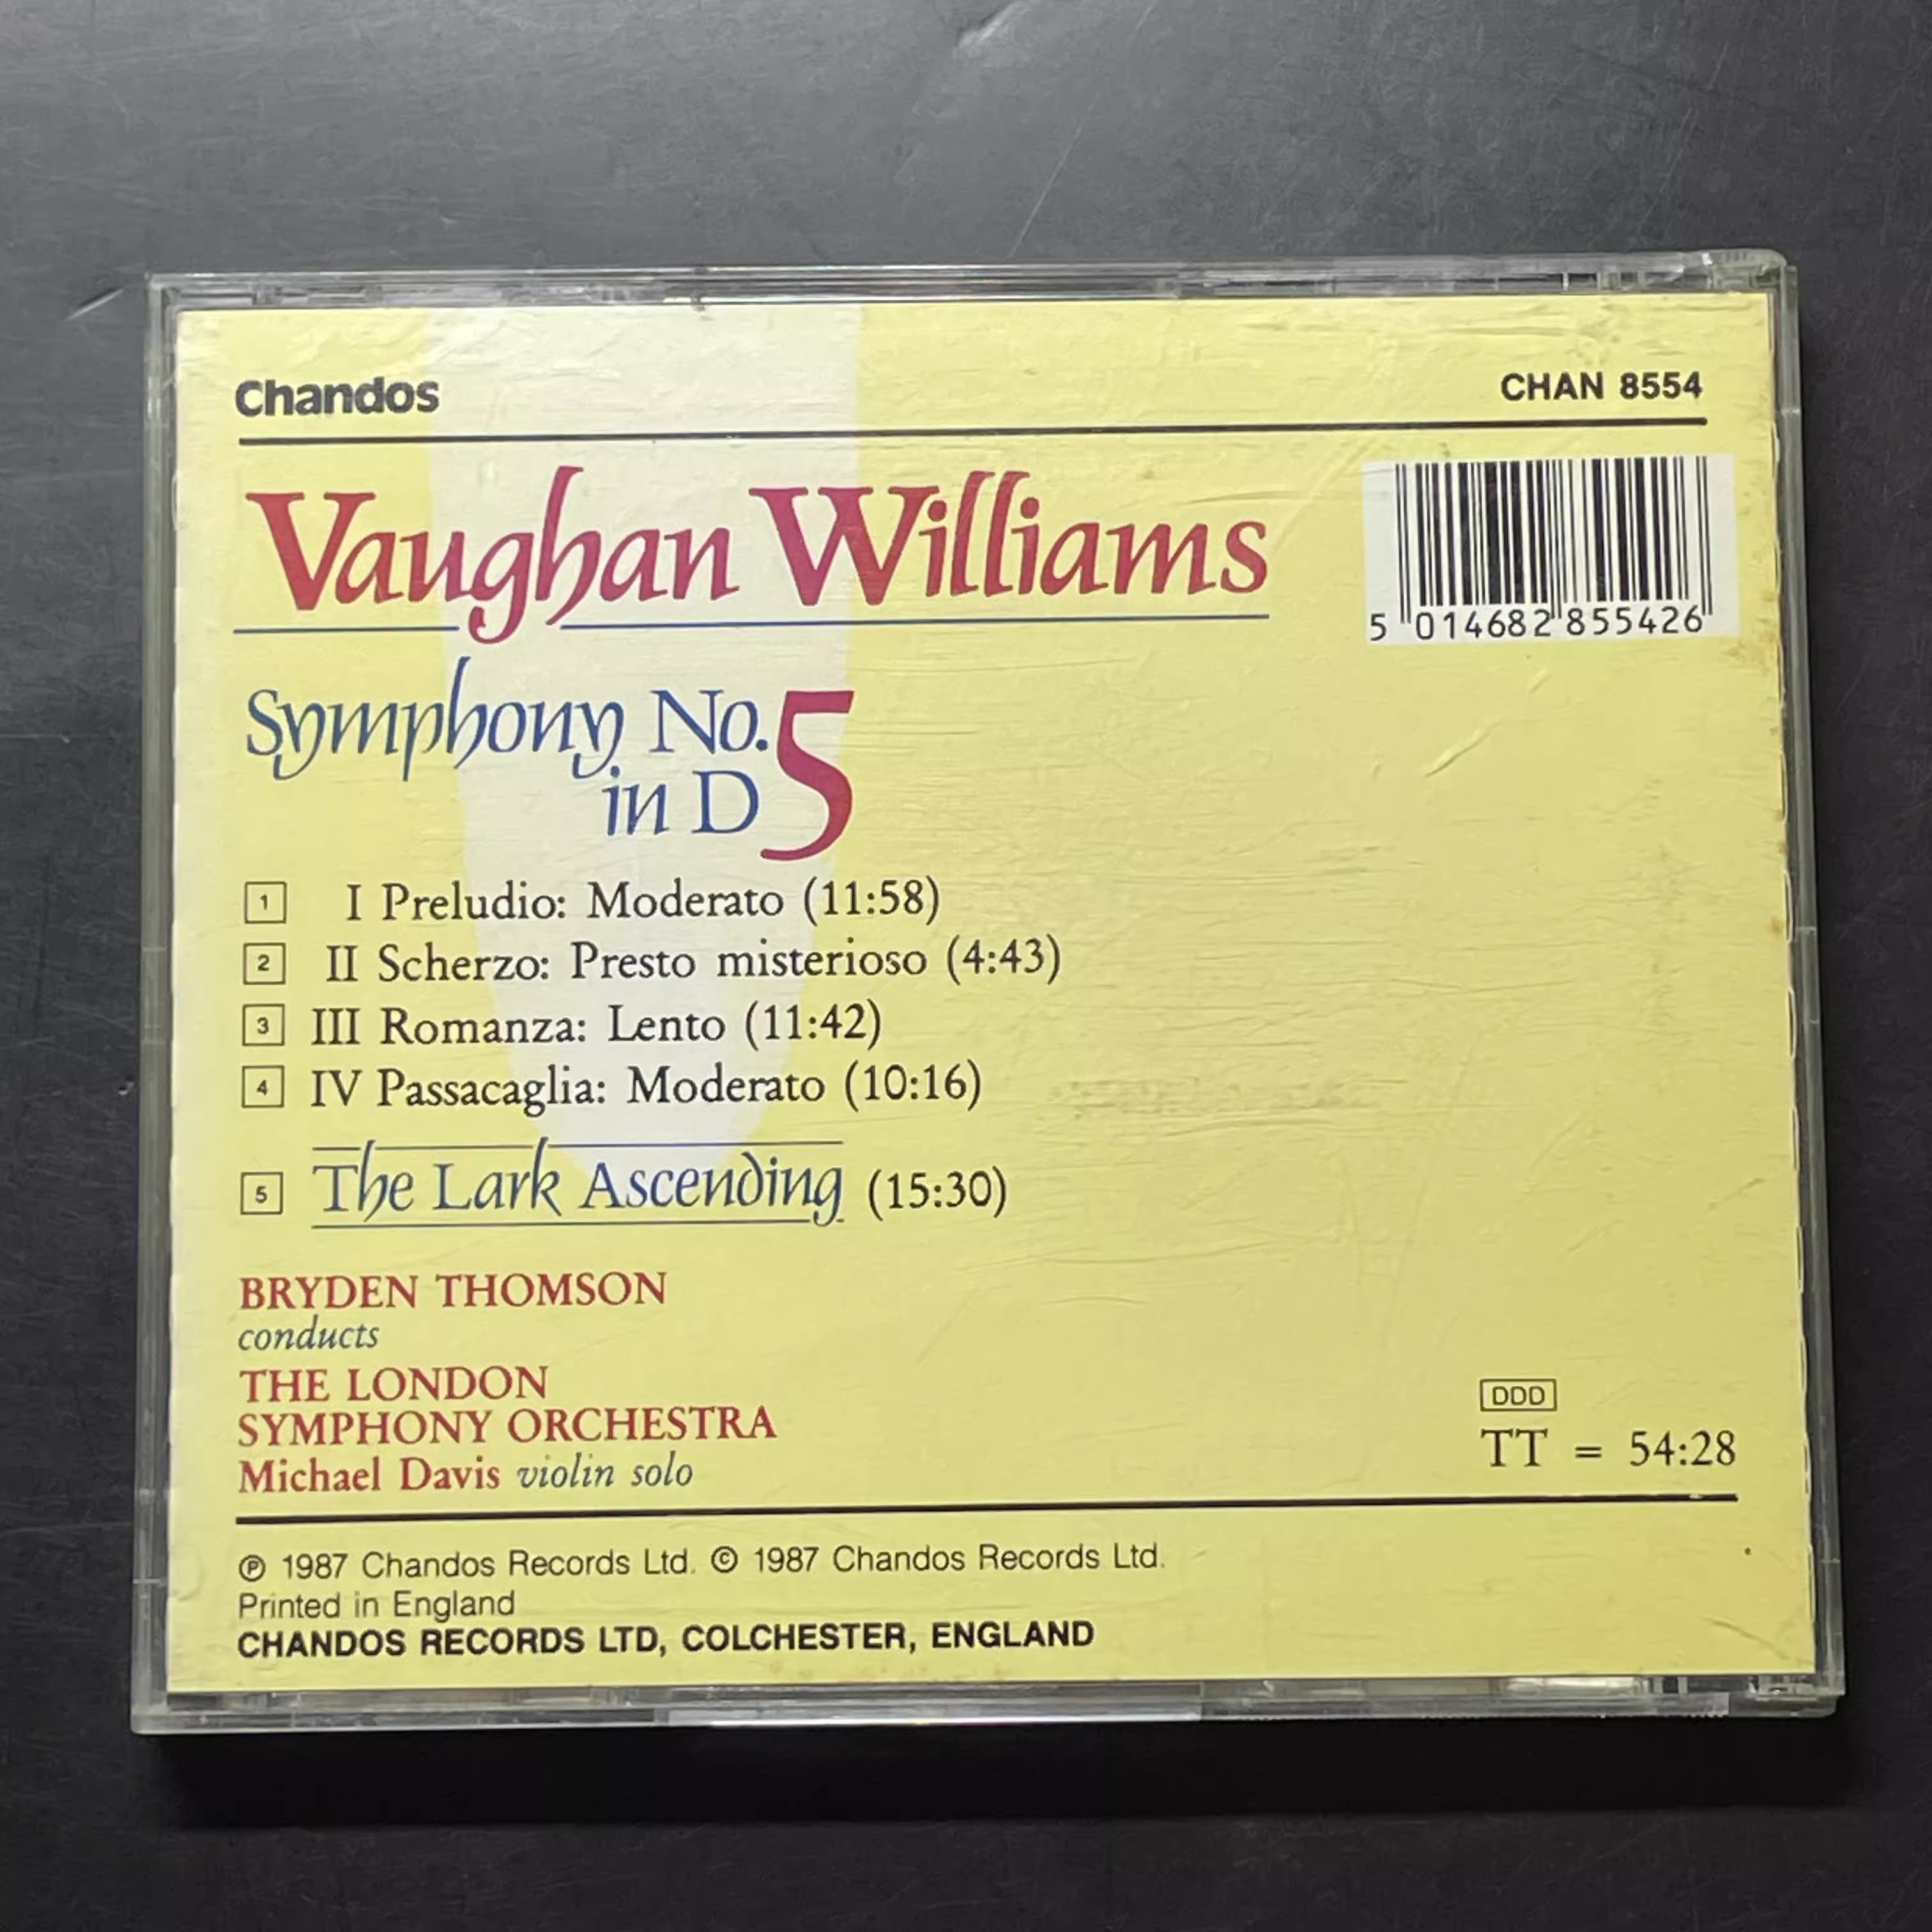 Chandos
CHAN 8554
Vaughan Williams
5 014682 855426
Symphony No. 5
in D
1 I Preludio: Moderato (11:58)
2 II Scherzo: Presto misterioso (4:43)
3 III Romanza: Lento (11:42)
4 IV Passacaglia: Moderato (10:16)
5 The Lark Ascending (15:30)
BRYDEN THOMSON
conducts
THE LONDON
SYMPHONY ORCHESTRA
Michael Davis violin solo
DDD
TT = 54:28
℗ 1987 Chandos Records Ltd. © 1987 Chandos Records Ltd.
Printed in England
CHANDOS RECORDS LTD, COLCHESTER, ENGLAND